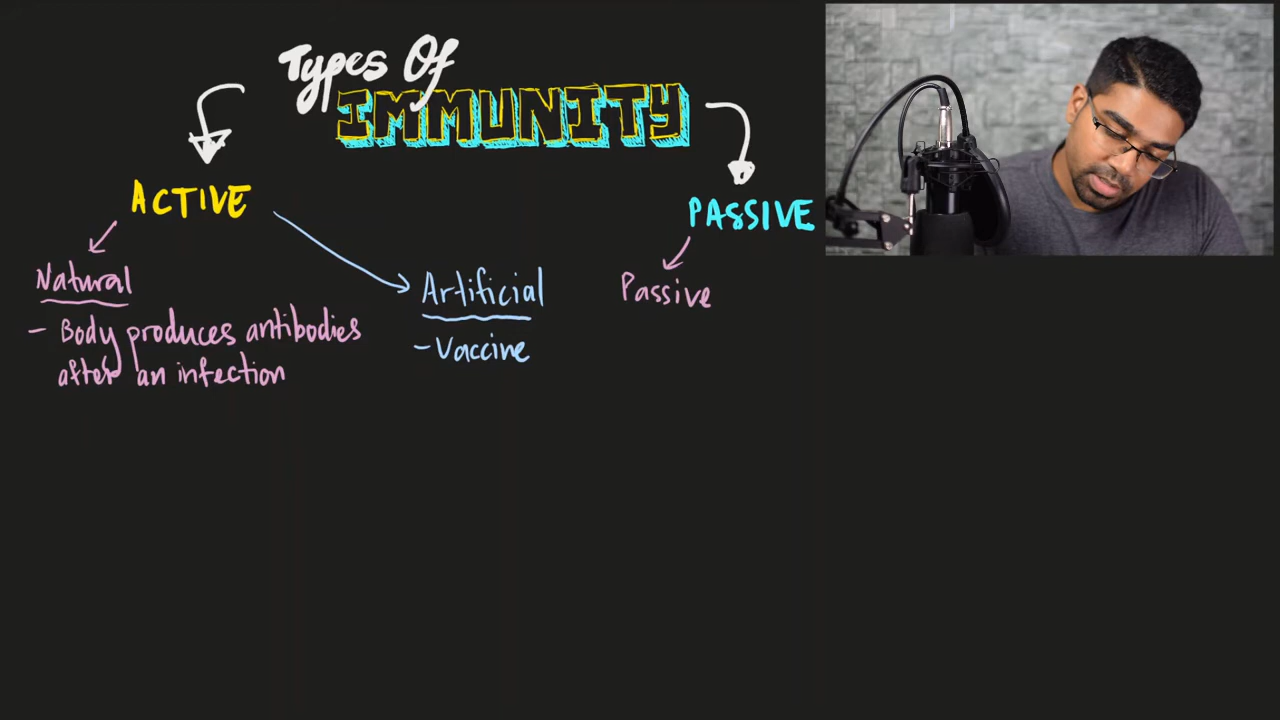 Types Of
IMMUNITY
ACTIVE
PASSIVE
Natural
- Body produces antibodies
after an infection
Artificial
- Vaccine
Passive